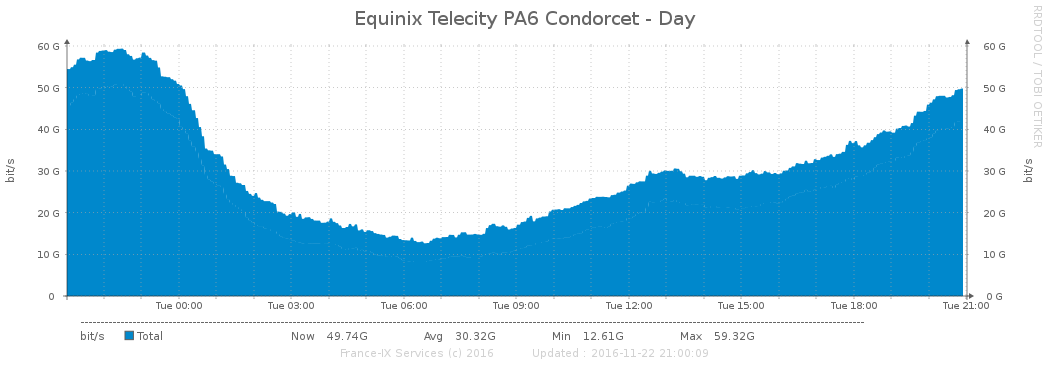 Equinix Telecity PA6 Condorcet - Day
RRDTOOL / TOBI OETIKER
60 G 60 G
50 G 50 G
40 G 40 G
30 G 30 G
20 G 20 G
10 G 10 G
0 0 G
bit/s bit/s
Tue 00:00 Tue 03:00 Tue 06:00 Tue 09:00 Tue 12:00 Tue 15:00 Tue 18:00 Tue 21:00
bit/s Total Now 49.74G Avg 30.32G Min 12.61G Max 59.32G
France-IX Services (c) 2016 Updated : 2016-11-22 21:00:09